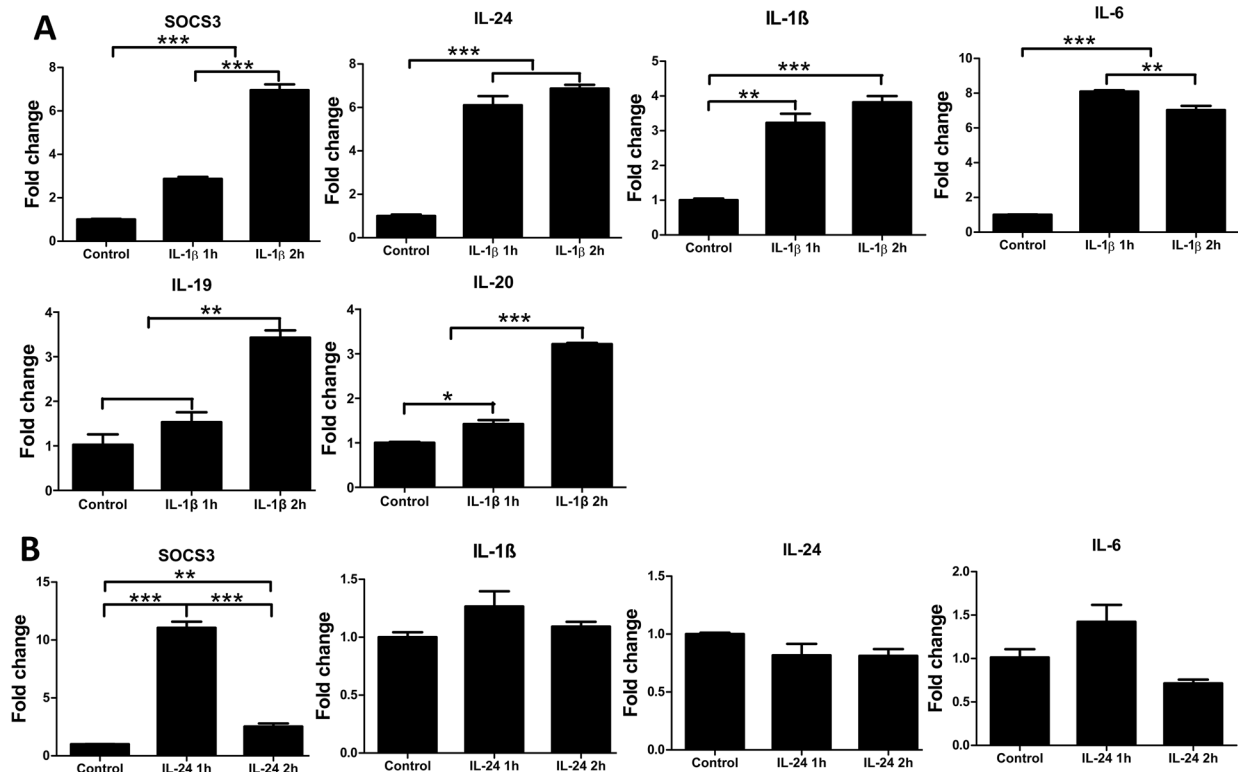 A
SOCS3
***
***
Fold change
8
6
4
2
0
Control
IL-1β 1h
IL-1β 2h
IL-24
***
Fold change
8
6
4
2
0
Control
IL-1β 1h
IL-1β 2h
IL-1ß
***
**
Fold change
5
4
3
2
1
0
Control
IL-1β 1h
IL-1β 2h
IL-6
***
**
Fold change
10
8
6
4
2
0
Control
IL-1β 1h
IL-1β 2h
IL-19
**
Fold change
4
3
2
1
0
Control
IL-1β 1h
IL-1β 2h
IL-20
***
*
Fold change
4
3
2
1
0
Control
IL-1β 1h
IL-1β 2h
B
SOCS3
**
***
***
Fold change
15
10
5
0
Control
IL-24 1h
IL-24 2h
IL-1ß
Fold change
1.5
1.0
0.5
0.0
Control
IL-24 1h
IL-24 2h
IL-24
Fold change
1.5
1.0
0.5
0.0
Control
IL-24 1h
IL-24 2h
IL-6
Fold change
2.0
1.5
1.0
0.5
0.0
Control
IL-24 1h
IL-24 2h